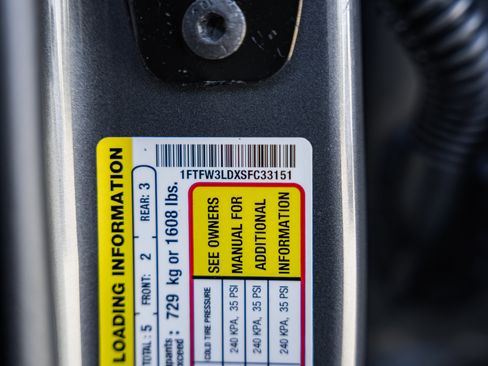 1FTFW3LDXSFC33151
LOADING INFORMATION
TOTAL: 5 FRONT: 2 REAR: 3
pants: 729 kg or 1608 lbs.
exceed:
SEE OWNERS
MANUAL FOR
ADDITIONAL
INFORMATION
COLD TIRE PRESSURE
240 KPA, 35 PSI
240 KPA, 35 PSI
240 KPA, 35 PSI